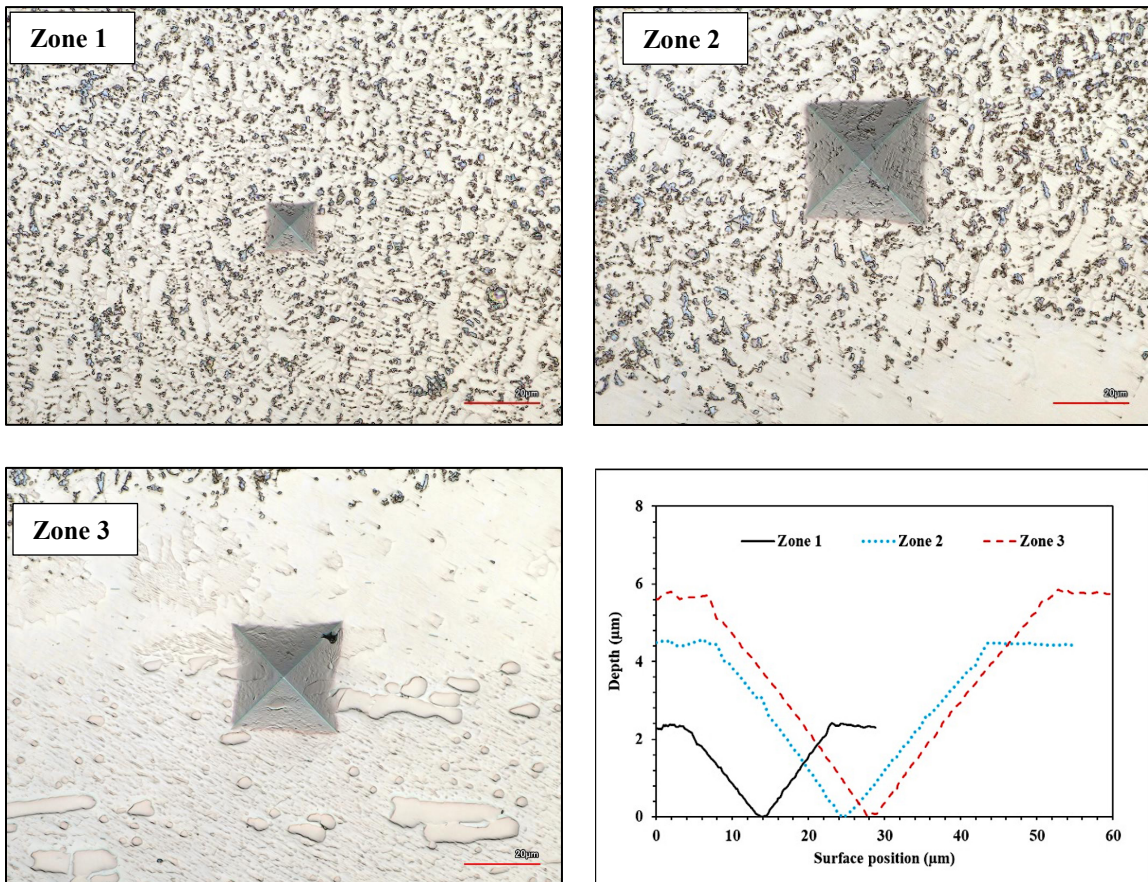 Zone 1
20μm
Zone 2
20μm
Zone 3
20μm
Zone 1 Zone 2 Zone 3
Depth (μm)
8
6
4
2
0
0 10 20 30 40 50 60
Surface position (μm)